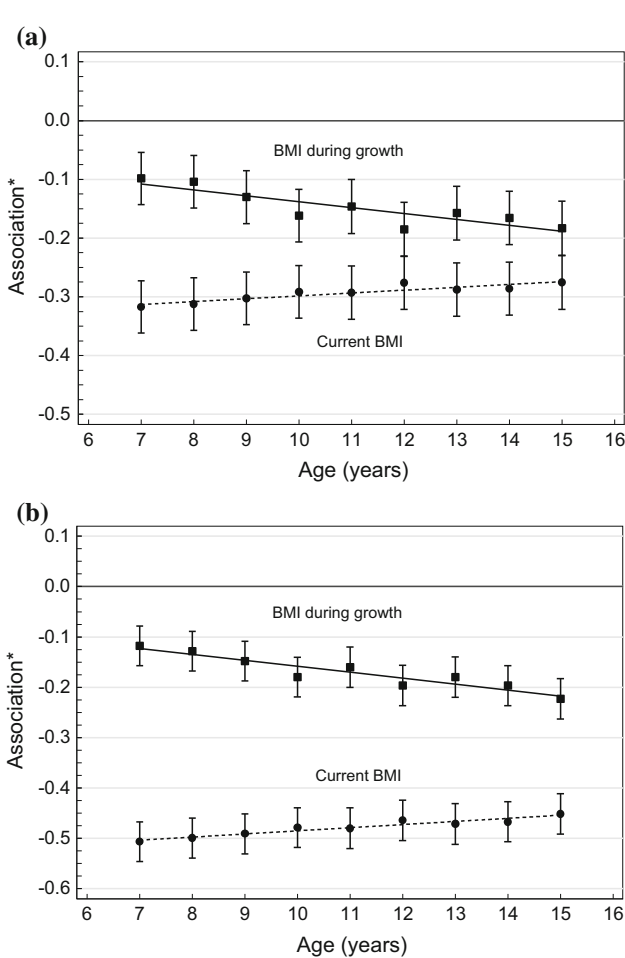 (a)
0.1
0.0
BMI during growth
-0.1
-0.2
-0.3
Current BMI
-0.4
-0.5
6 7 8 9 10 11 12 13 14 15 16
Association*
Age (years)
(b)
0.1
0.0
BMI during growth
-0.1
-0.2
-0.3
Current BMI
-0.4
-0.5
-0.6
6 7 8 9 10 11 12 13 14 15 16
Association*
Age (years)